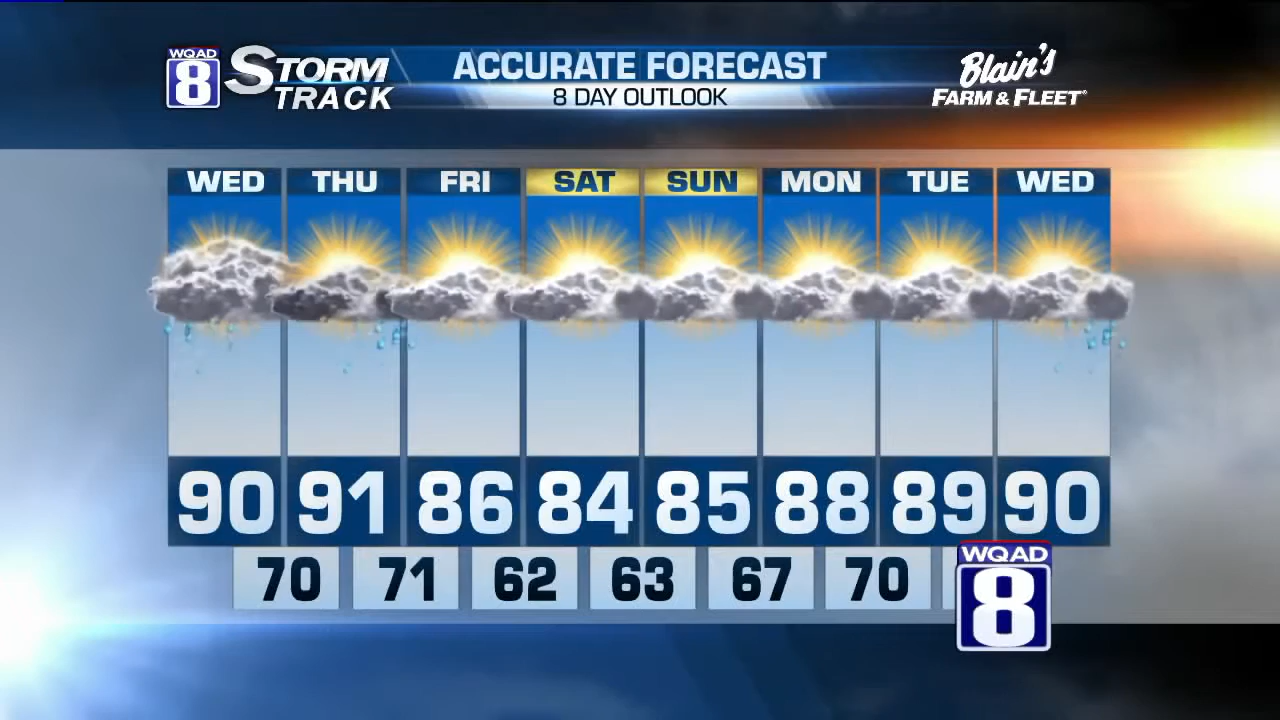 WQAD
8
STORM
TRACK
ACCURATE FORECAST
8 DAY OUTLOOK
Blain's
FARM & FLEET
WED THU FRI SAT SUN MON TUE WED
90 91 86 84 85 88 89 90
70 71 62 63 67 70
WQAD
8